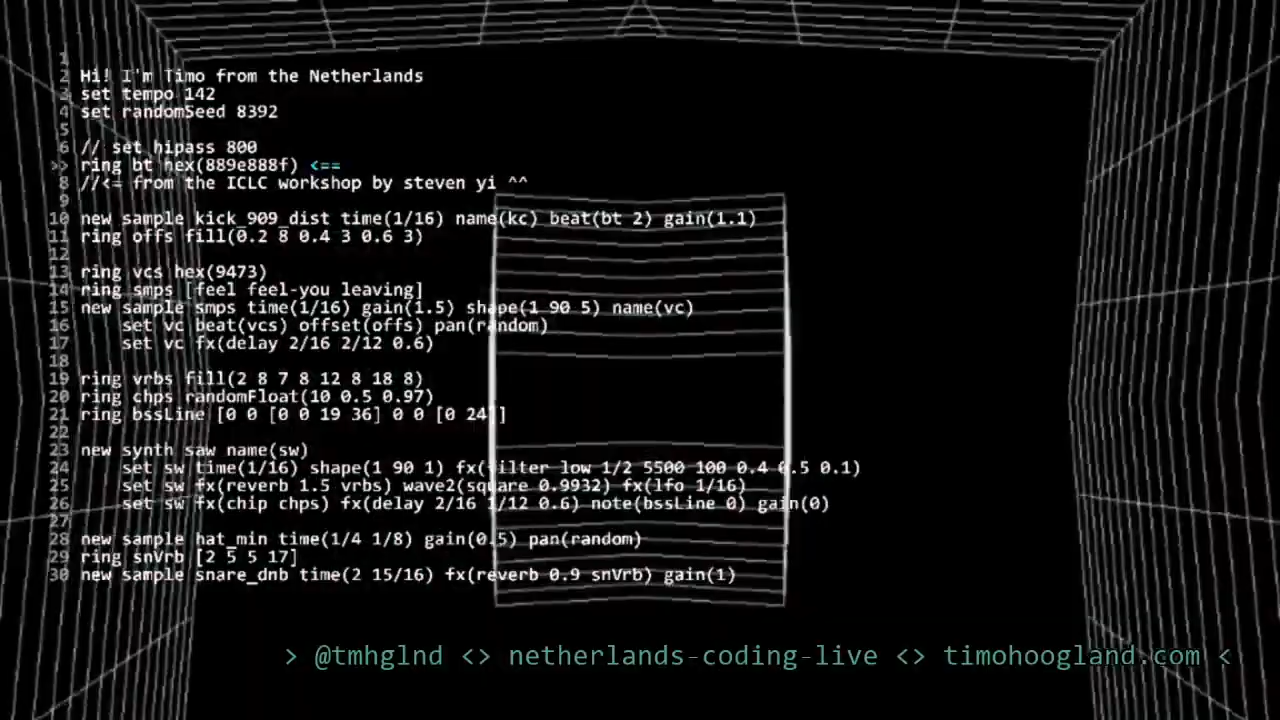 1
2 Hi! I'm Timo from the Netherlands
3 set tempo 142
4 set randomSeed 8392
5
6 // set hipass 800
>> ring bt hex(889e888f) <==
8 //<= from the ICLC workshop by steven yi ^^
9
10 new sample kick_909_dist time(1/16) name(kc) beat(bt 2) gain(1.1)
11 ring offs fill(0.2 8 0.4 3 0.6 3)
12
13 ring vcs hex(9473)
14 ring smps [feel feel-you leaving]
15 new sample smps time(1/16) gain(1.5) shape(1 90 5) name(vc)
16     set vc beat(vcs) offset(offs) pan(random)
17     set vc fx(delay 2/16 2/12 0.6)
18
19 ring vrbs fill(2 8 7 8 12 8 18 8)
20 ring chps randomFloat(10 0.5 0.97)
21 ring bssLine [0 0 [0 0 19 36] 0 0 [0 24]]
22
23 new synth saw name(sw)
24     set sw time(1/16) shape(1 90 1) fx(filter low 1/2 5500 100 0.4 0.5 0.1)
25     set sw fx(reverb 1.5 vrbs) wave2(square 0.9932) fx(lfo 1/16)
26     set sw fx(chip chps) fx(delay 2/16 1/12 0.6) note(bssLine 0) gain(0)
27
28 new sample hat_min time(1/4 1/8) gain(0.5) pan(random)
29 ring snVrb [2 5 5 17]
30 new sample snare_dnb time(2 15/16) fx(reverb 0.9 snVrb) gain(1)
> @tmhglnd <> netherlands-coding-live <> timohoogland.com <